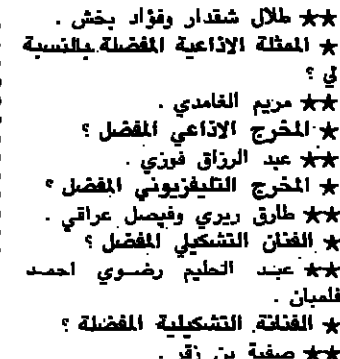 ★★ طلال شقدار وفؤاد بخش .
★ الممثلة الاذاعية المفضلة بالنسبة
لي ؟
★★ مريم الغامدي .
★ المخرج الاذاعي المفضل ؟
★★ عبد الرزاق فوزي .
★ المخرج التليفزيوني المفضل ؟
★★ طارق ريري وفيصل عراقي .
★ الفنان التشكيلي المفضل ؟
★★ عبد الحليم رضوي احمد
فلمبان .
★ الفنانة التشكيلية المفضلة ؟
★★ صفية بن زقر .